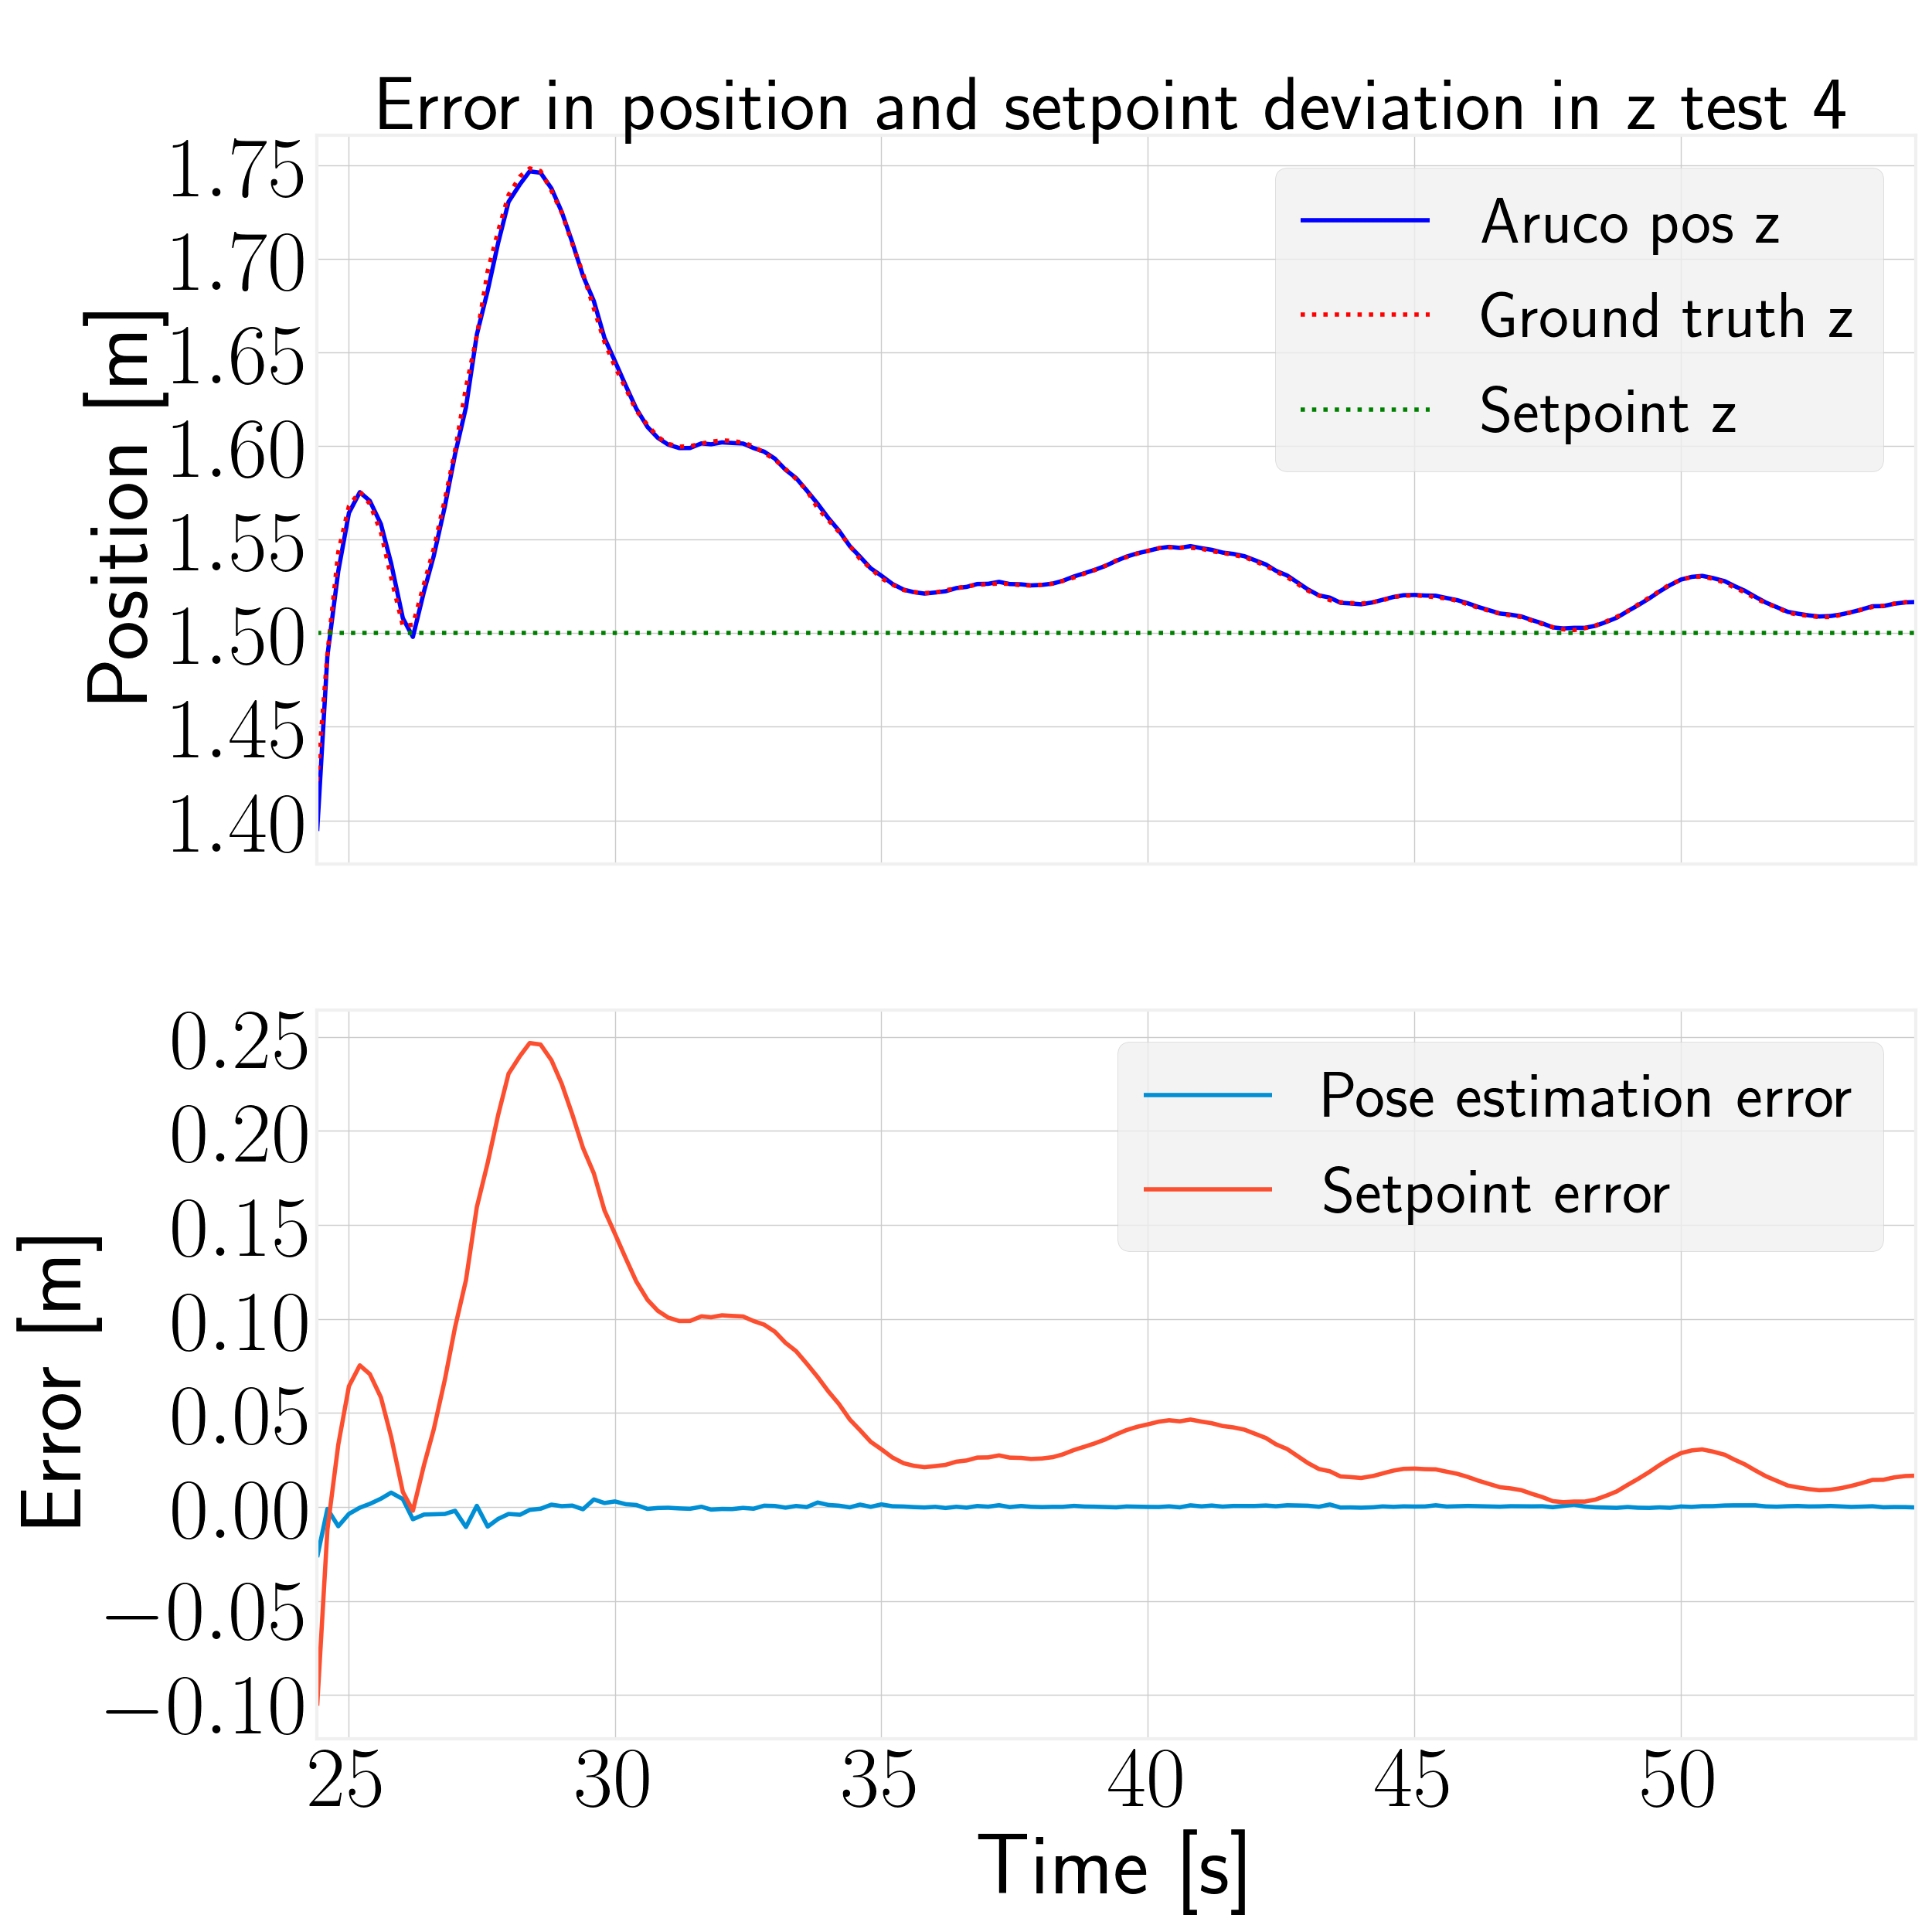 Error in position and setpoint deviation in z test 4
Position [m]
1.75
1.70
1.65
1.60
1.55
1.50
1.45
1.40
Aruco pos z
Ground truth z
Setpoint z
Error [m]
0.25
0.20
0.15
0.10
0.05
0.00
−0.05
−0.10
Pose estimation error
Setpoint error
25 30 35 40 45 50
Time [s]